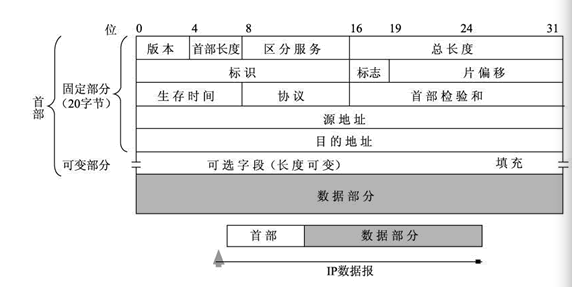 位 0 4 8 16 19 24 31
版本 首部长度 区分服务 总长度
标识 标志 片偏移
生存时间 协议 首部检验和
源地址
目的地址
可选字段（长度可变） 填充
数据部分
首部
固定部分
（20字节）
可变部分
首部 数据部分
IP数据报